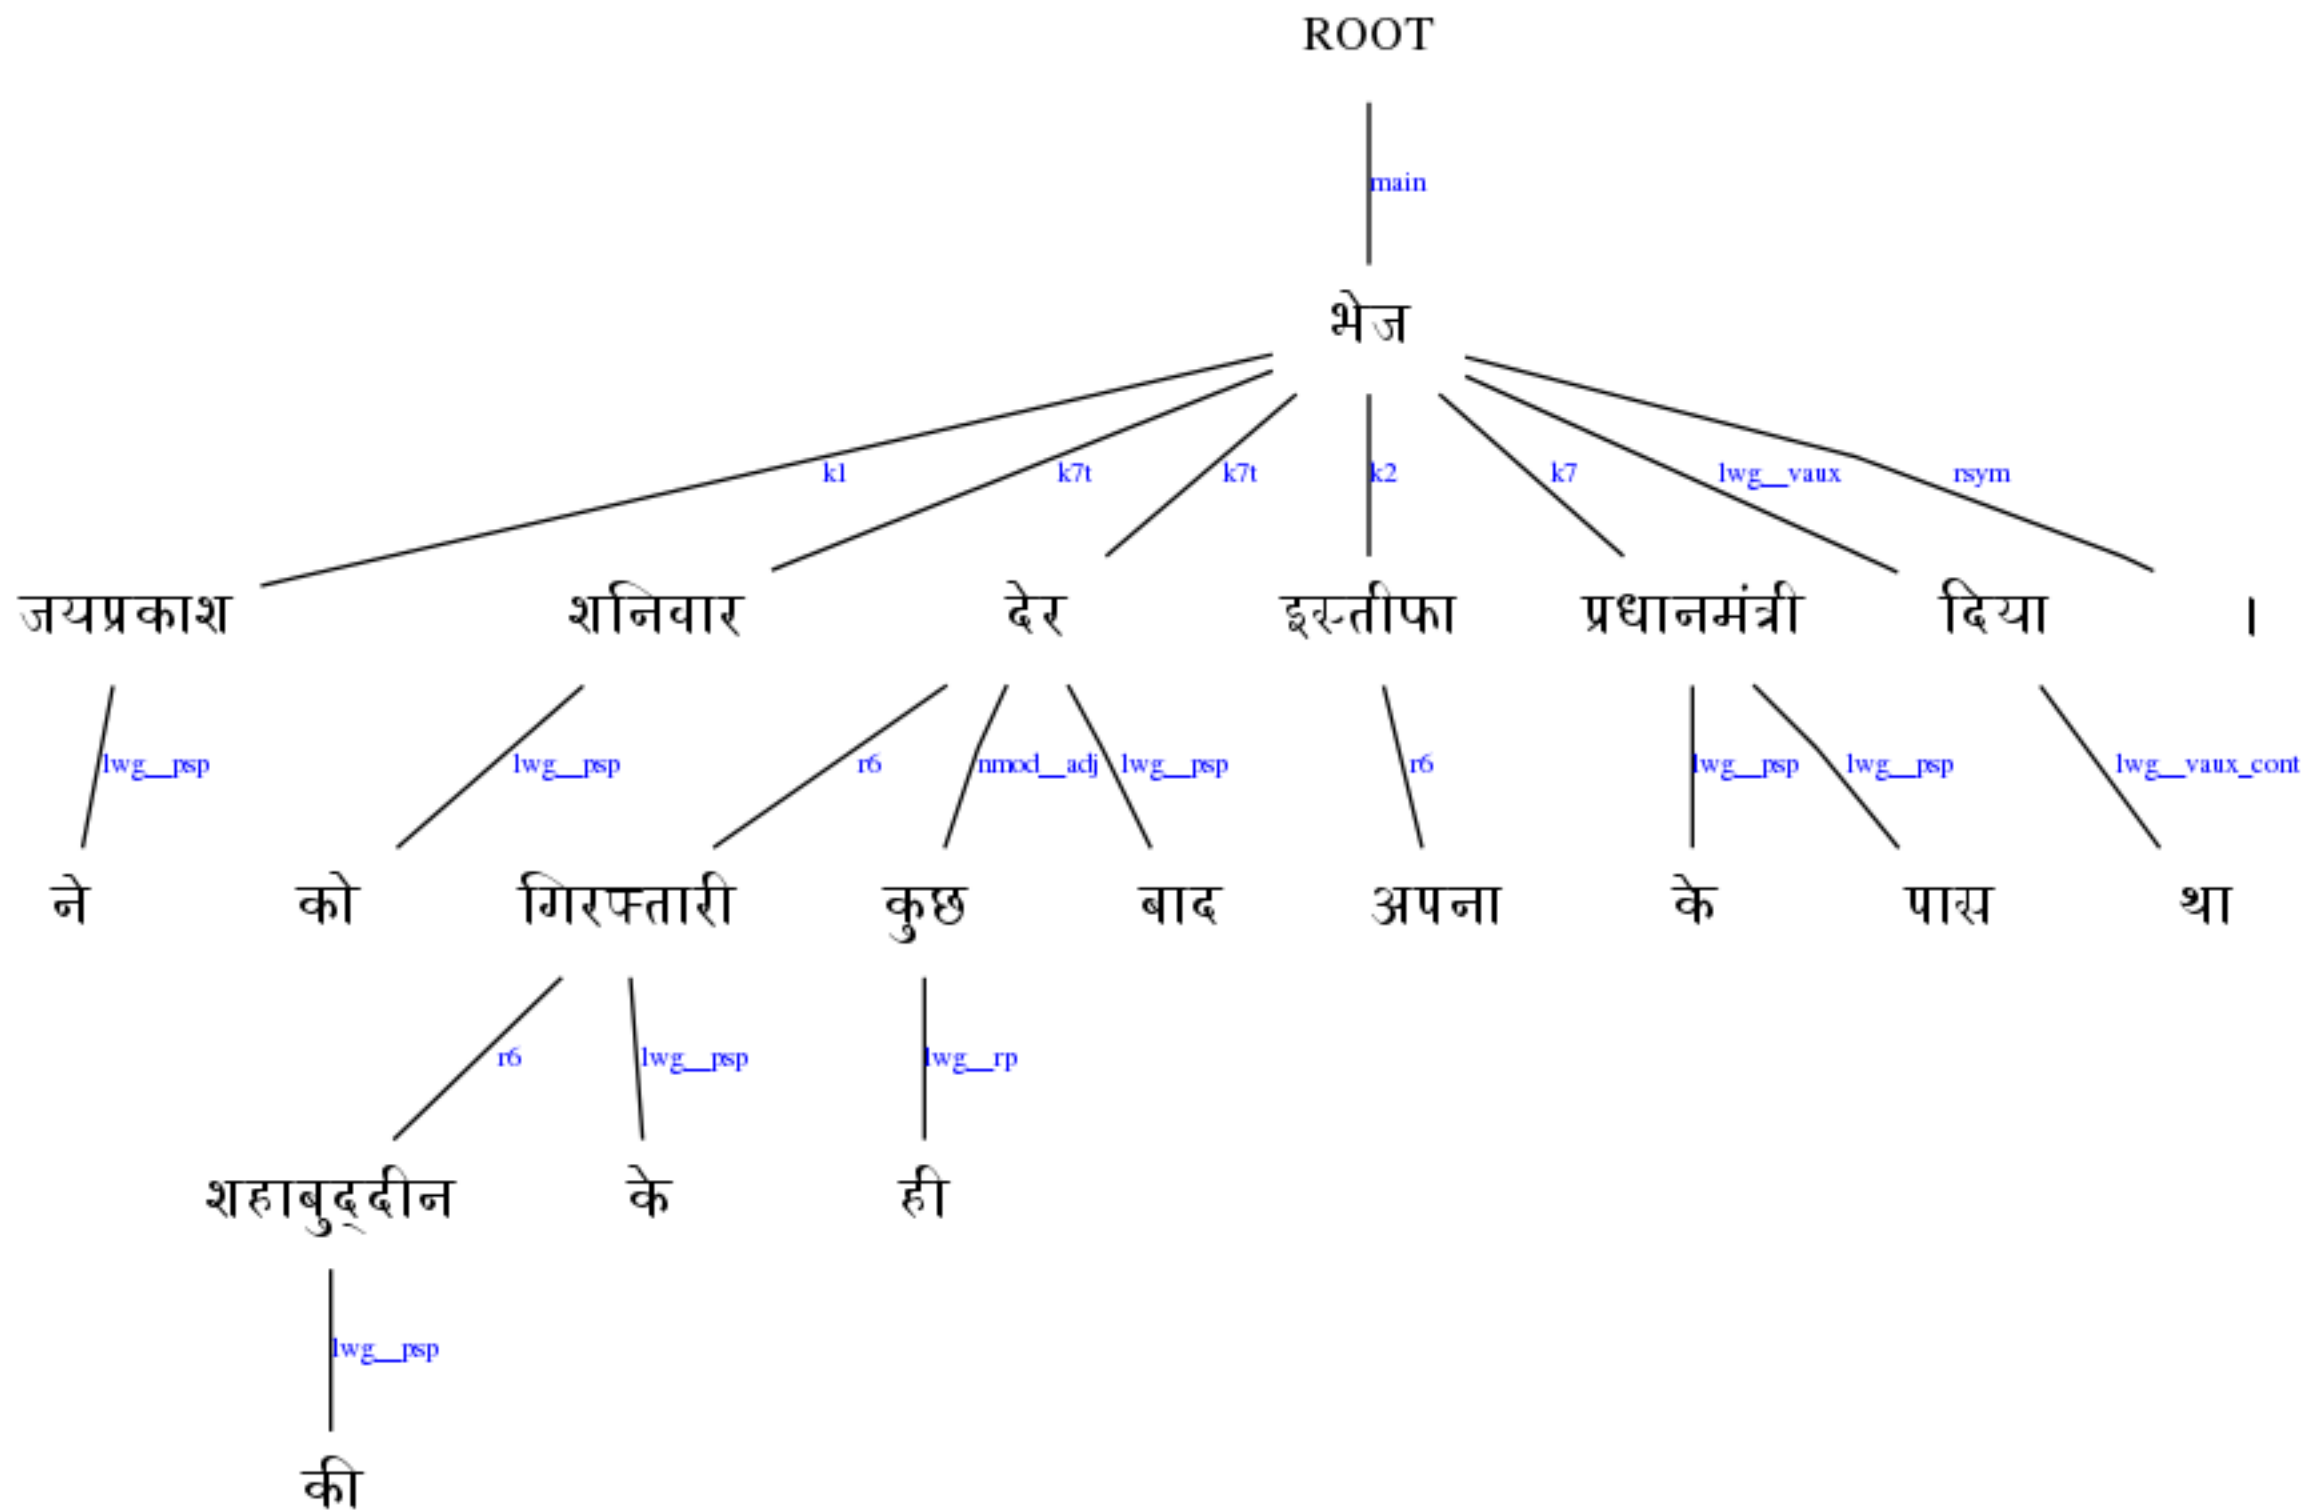 ROOT
main
भेज
k1 k7t k7t k2 k7 lwg__vaux rsym
जयप्रकाश शनिवार देर इस्तीफा प्रधानमंत्री दिया ।
lwg__psp lwg__psp r6 nmod__adj lwg__psp r6 lwg__psp lwg__psp lwg__vaux_cont
ने को गिरफ्तारी कुछ बाद अपना के पास था
r6 lwg__psp lwg__rp
शहाबुद्दीन के ही
lwg__psp
की